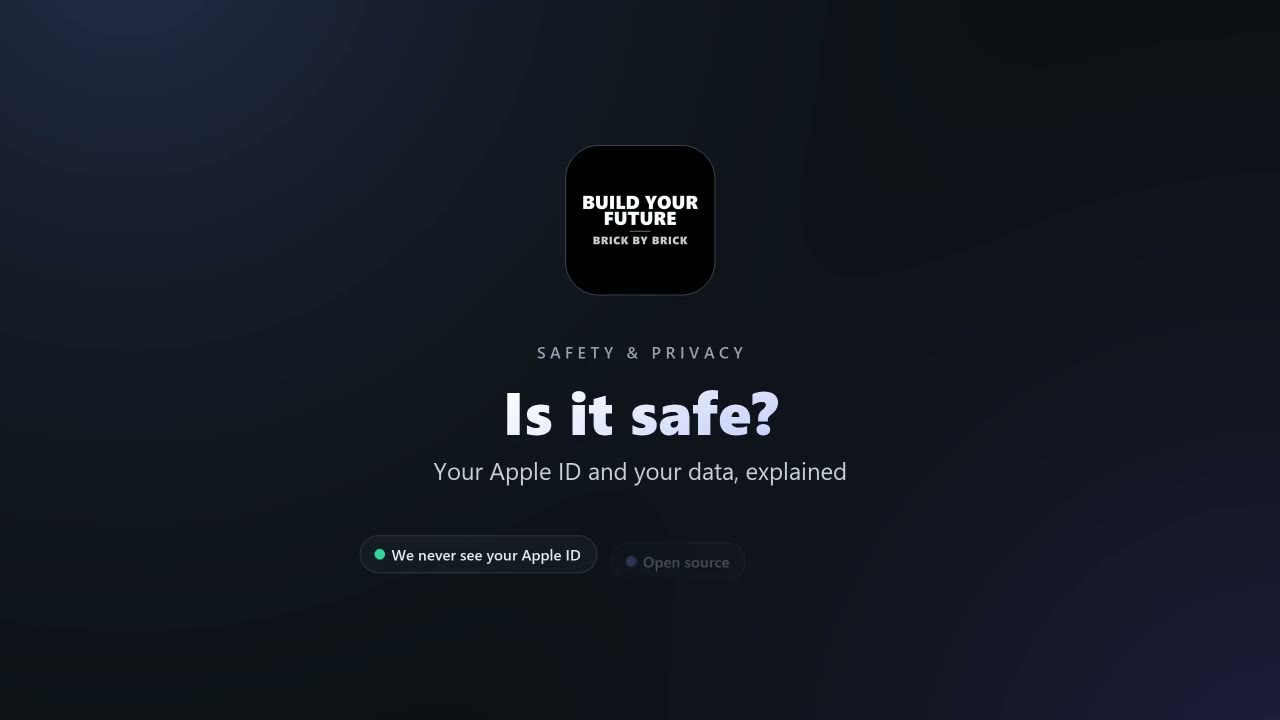 BUILD YOUR
FUTURE
BRICK BY BRICK
SAFETY & PRIVACY
Is it safe?
Your Apple ID and your data, explained
We never see your Apple ID
Open source